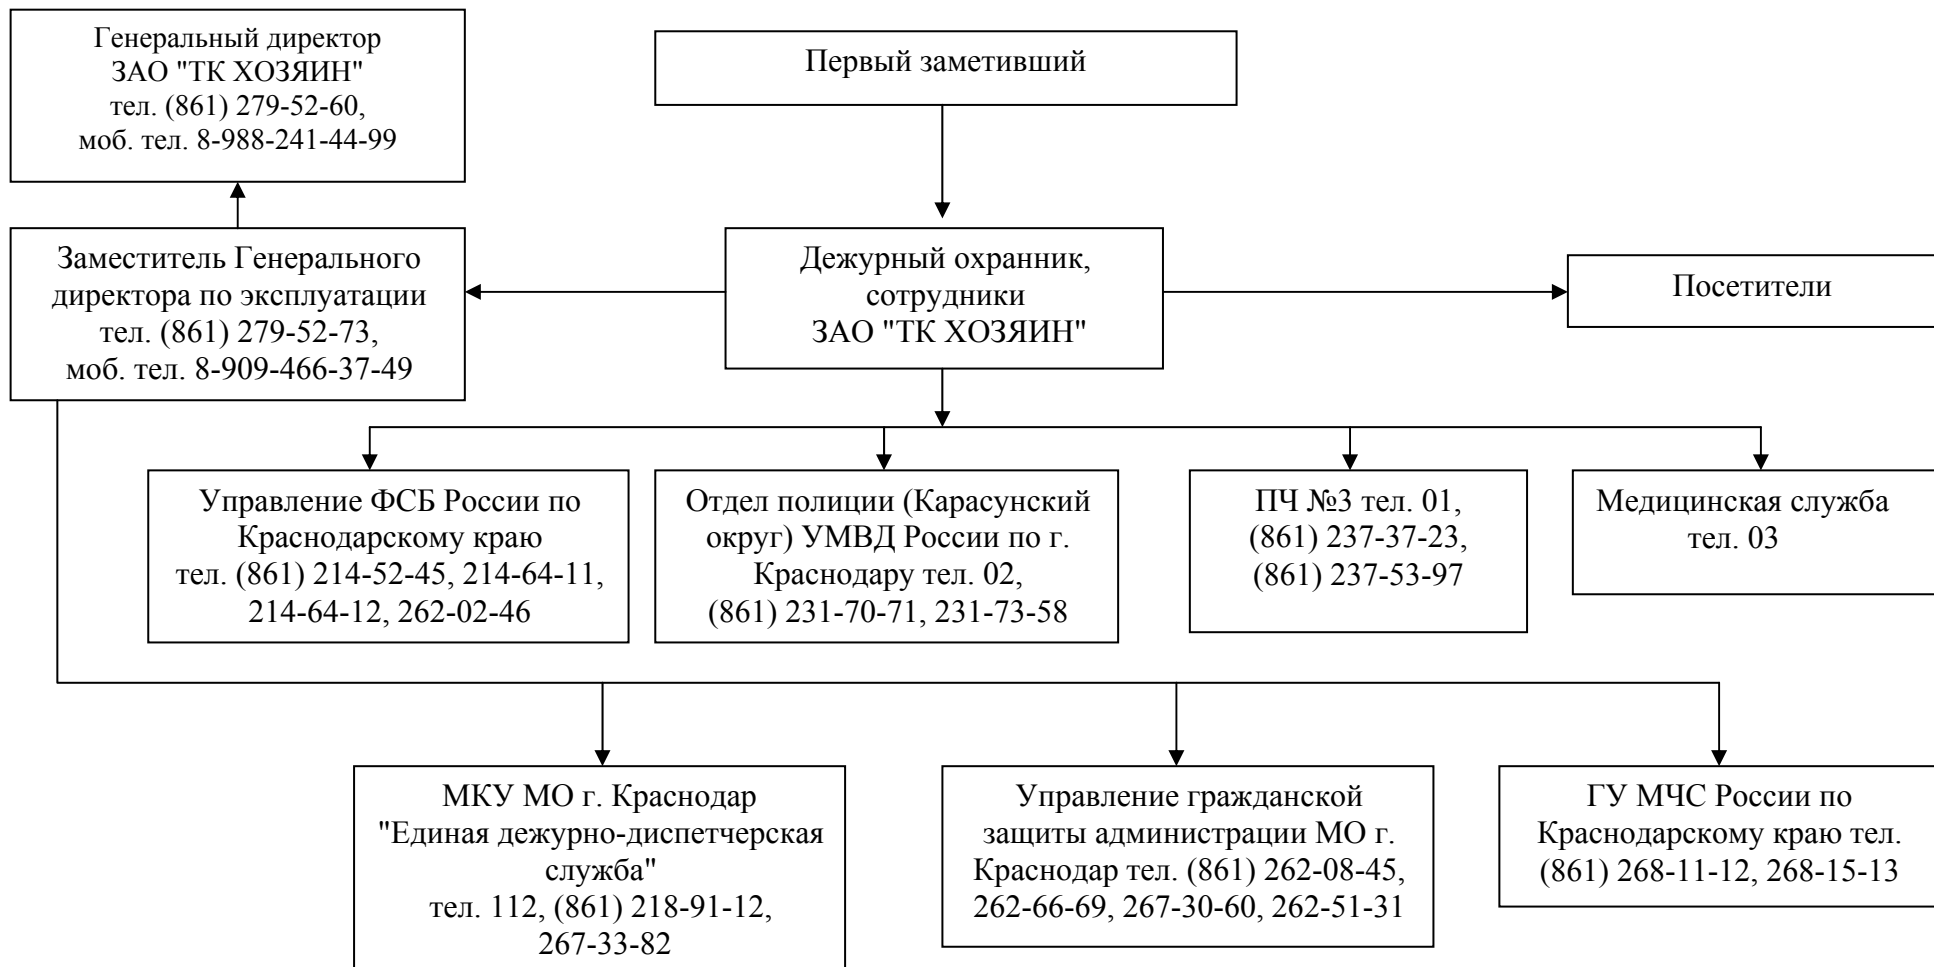 Генеральный директор
ЗАО "ТК ХОЗЯИН"
тел. (861) 279-52-60,
моб. тел. 8-988-241-44-99
Первый заметивший
Заместитель Генерального
директора по эксплуатации
тел. (861) 279-52-73,
моб. тел. 8-909-466-37-49
Дежурный охранник,
сотрудники
ЗАО "ТК ХОЗЯИН"
Посетители
Управление ФСБ России по
Краснодарскому краю
тел. (861) 214-52-45, 214-64-11,
214-64-12, 262-02-46
Отдел полиции (Карасунский
округ) УМВД России по г.
Краснодару тел. 02,
(861) 231-70-71, 231-73-58
ПЧ №3 тел. 01,
(861) 237-37-23,
(861) 237-53-97
Медицинская служба
тел. 03
МКУ МО г. Краснодар
"Единая дежурно-диспетчерская
служба"
тел. 112, (861) 218-91-12,
267-33-82
Управление гражданской
защиты администрации МО г.
Краснодар тел. (861) 262-08-45,
262-66-69, 267-30-60, 262-51-31
ГУ МЧС России по
Краснодарскому краю тел.
(861) 268-11-12, 268-15-13